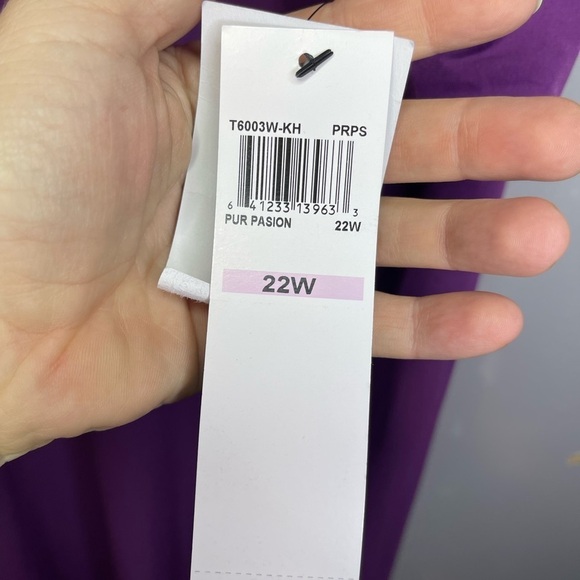 T6003W-KH PRPS
6 41233 13963 3
PUR PASION 22W
22W